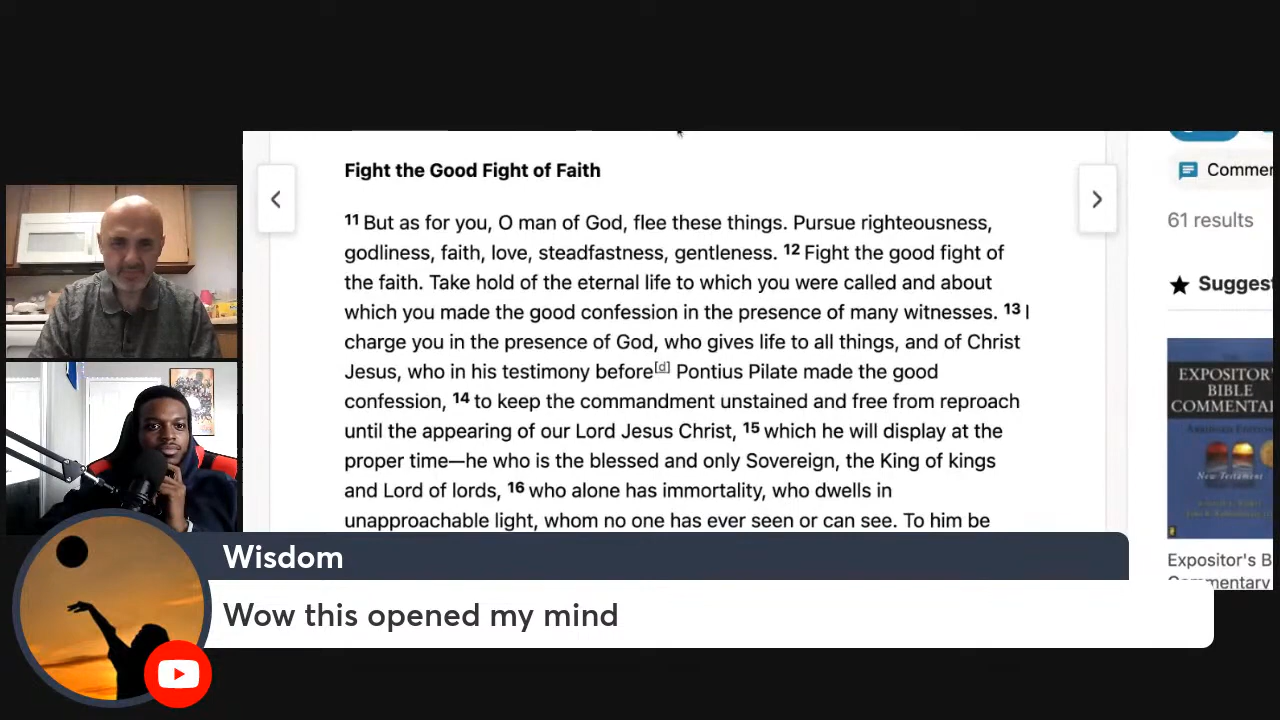 Fight the Good Fight of Faith
11 But as for you, O man of God, flee these things. Pursue righteousness,
godliness, faith, love, steadfastness, gentleness. 12 Fight the good fight of
the faith. Take hold of the eternal life to which you were called and about
which you made the good confession in the presence of many witnesses. 13 I
charge you in the presence of God, who gives life to all things, and of Christ
Jesus, who in his testimony before[d] Pontius Pilate made the good
confession, 14 to keep the commandment unstained and free from reproach
until the appearing of our Lord Jesus Christ, 15 which he will display at the
proper time—he who is the blessed and only Sovereign, the King of kings
and Lord of lords, 16 who alone has immortality, who dwells in
unapproachable light, whom no one has ever seen or can see. To him be
Commen
61 results
Suggest
EXPOSITOR'S
BIBLE
COMMENTA
New Testament
Expositor's B
Commentary
Wisdom
Wow this opened my mind